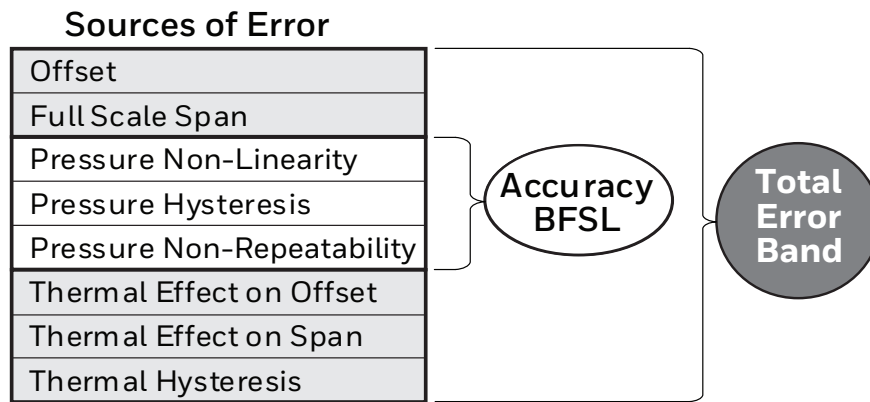 Sources of Error
Offset
Full Scale Span
Pressure Non-Linearity
Pressure Hysteresis
Pressure Non-Repeatability
Thermal Effect on Offset
Thermal Effect on Span
Thermal Hysteresis
Accuracy
BFSL
Total
Error
Band